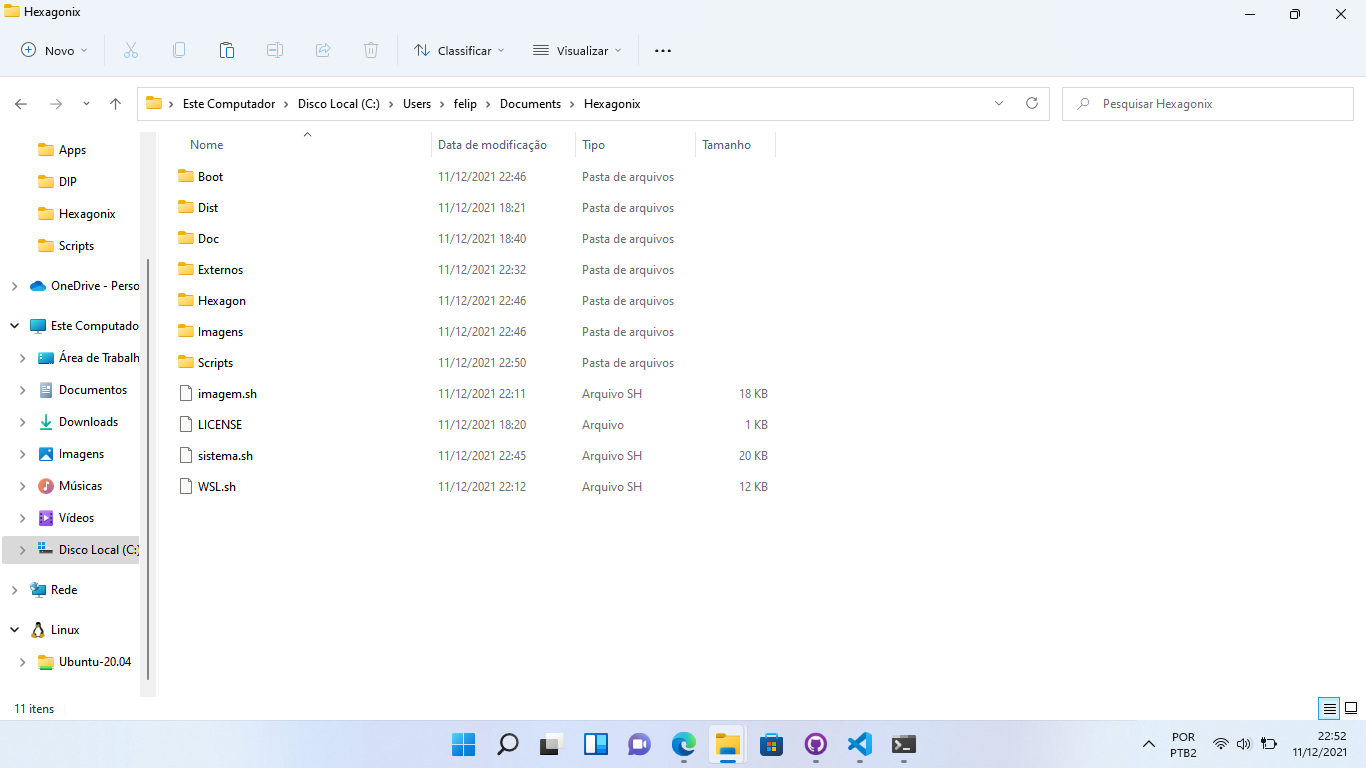 Hexagonix
Novo
Classificar
Visualizar
Este Computador > Disco Local (C:) > Users > felip > Documents > Hexagonix
Pesquisar Hexagonix
Apps
DIP
Hexagonix
Scripts
OneDrive - Perso
Este Computado
Área de Trabalh
Documentos
Downloads
Imagens
Músicas
Vídeos
Disco Local (C:)
Rede
Linux
Ubuntu-20.04
Nome Data de modificação Tipo Tamanho
Boot 11/12/2021 22:46 Pasta de arquivos
Dist 11/12/2021 18:21 Pasta de arquivos
Doc 11/12/2021 18:40 Pasta de arquivos
Externos 11/12/2021 22:32 Pasta de arquivos
Hexagon 11/12/2021 22:46 Pasta de arquivos
Imagens 11/12/2021 22:46 Pasta de arquivos
Scripts 11/12/2021 22:50 Pasta de arquivos
imagem.sh 11/12/2021 22:11 Arquivo SH 18 KB
LICENSE 11/12/2021 18:20 Arquivo 1 KB
sistema.sh 11/12/2021 22:45 Arquivo SH 20 KB
WSL.sh 11/12/2021 22:12 Arquivo SH 12 KB
11 itens
POR
PTB2
22:52
11/12/2021